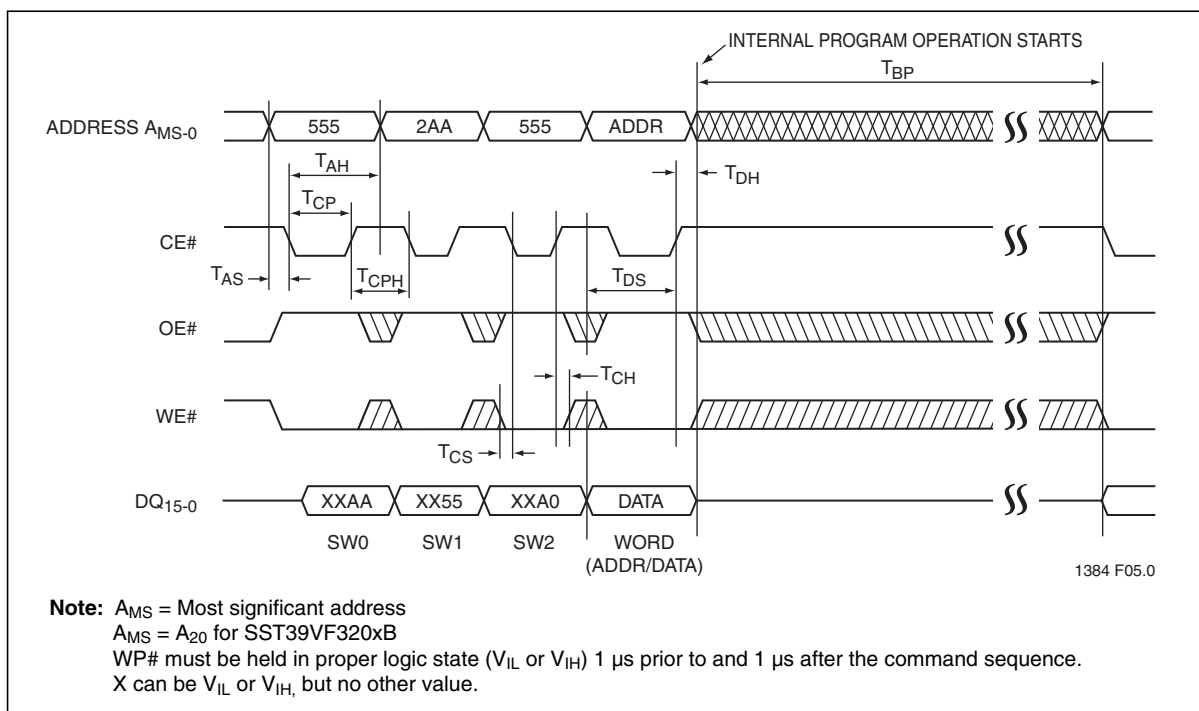 INTERNAL PROGRAM OPERATION STARTS
TBP
ADDRESS AMS-0
555
2AA
555
ADDR
TAH
TDH
TCP
CE#
TAS
TCPH
TDS
OE#
TCH
WE#
TCS
DQ15-0
XXAA
XX55
XXA0
DATA
SW0
SW1
SW2
WORD
(ADDR/DATA)
1384 F05.0
Note: AMS = Most significant address
AMS = A20 for SST39VF320xB
WP# must be held in proper logic state (VIL or VIH) 1 µs prior to and 1 µs after the command sequence.
X can be VIL or VIH, but no other value.